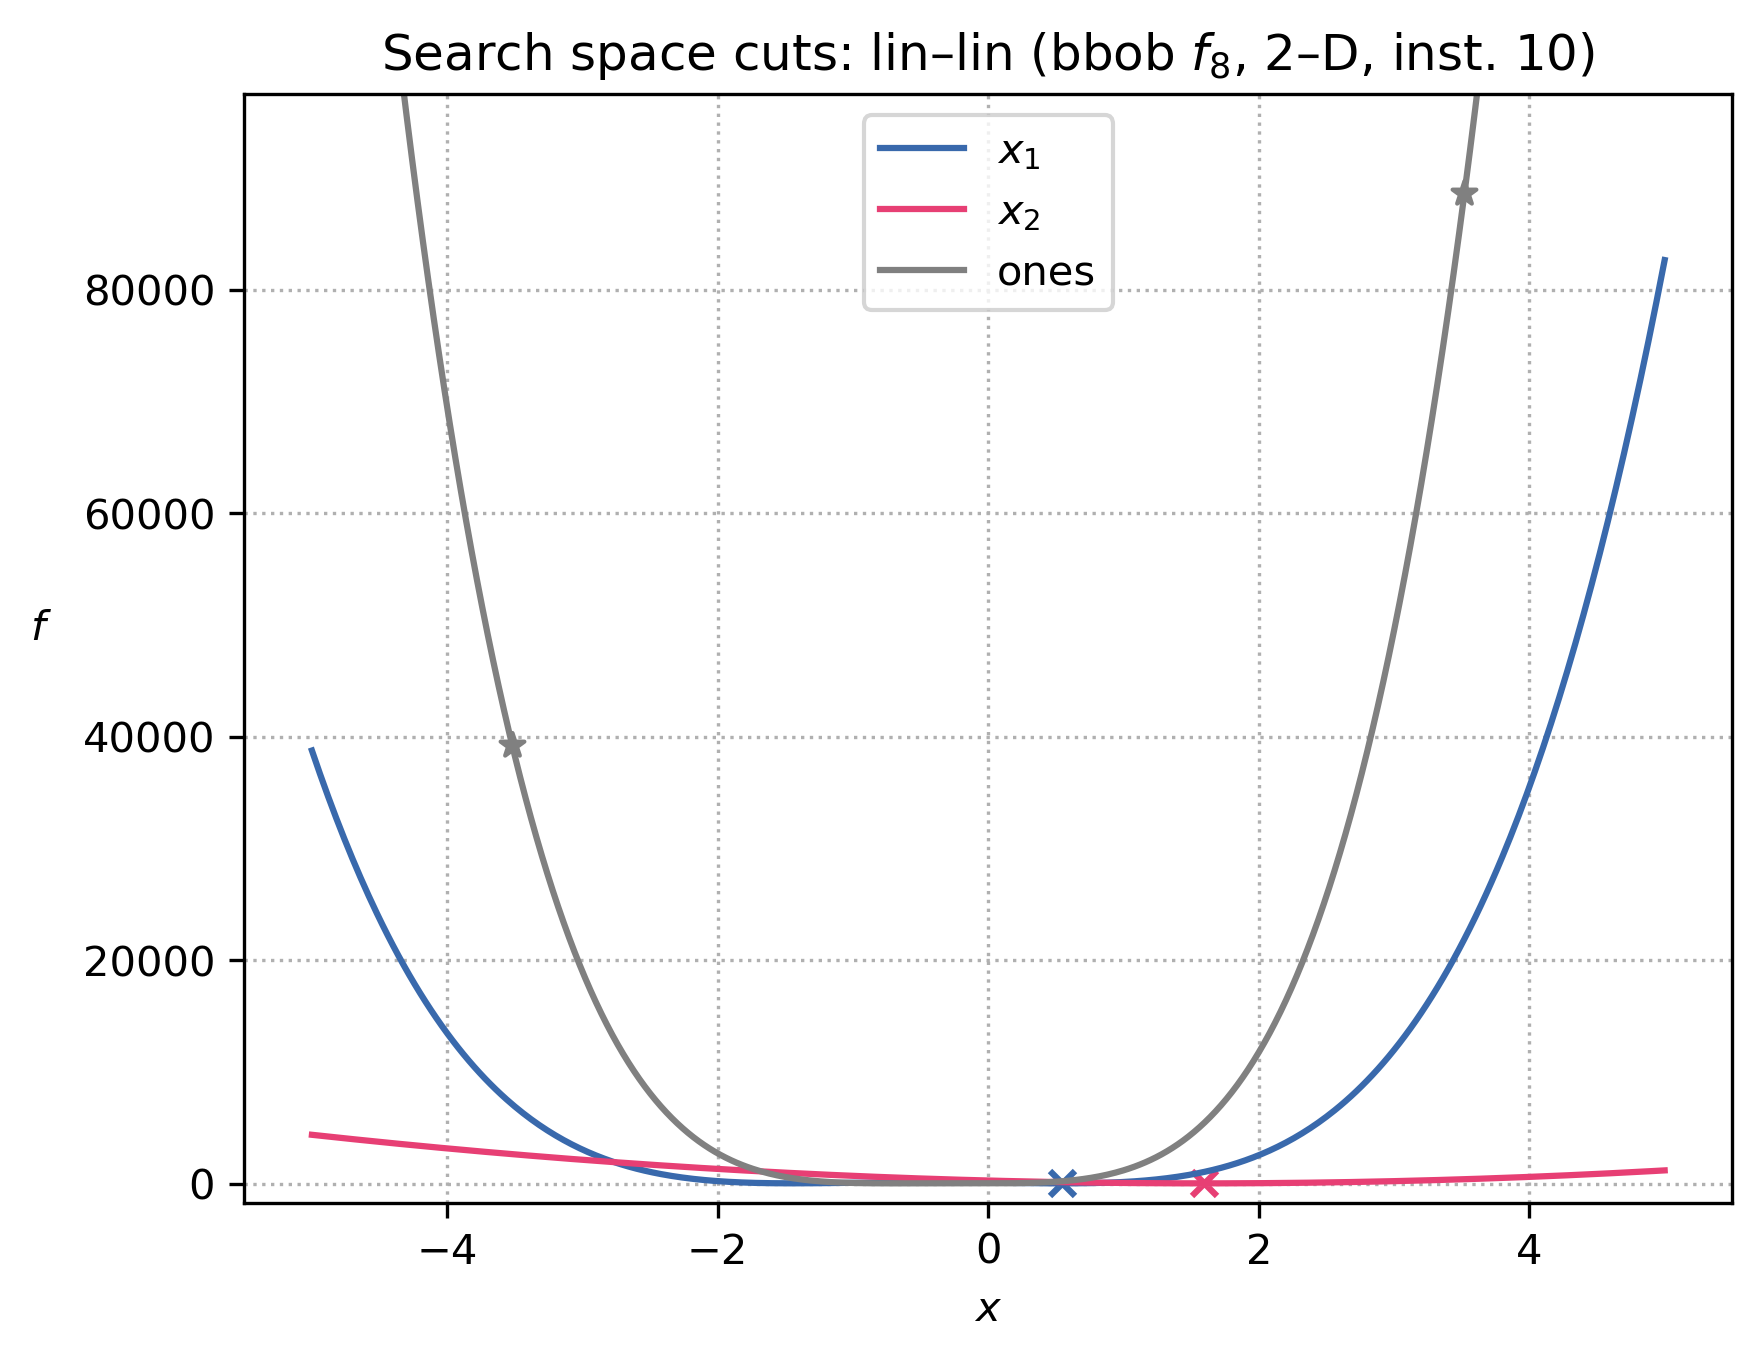 Search space cuts: lin–lin (bbob f₈, 2–D, inst. 10)
x₁
x₂
ones
80000
60000
40000
20000
0
f
−4 −2 0 2 4
x